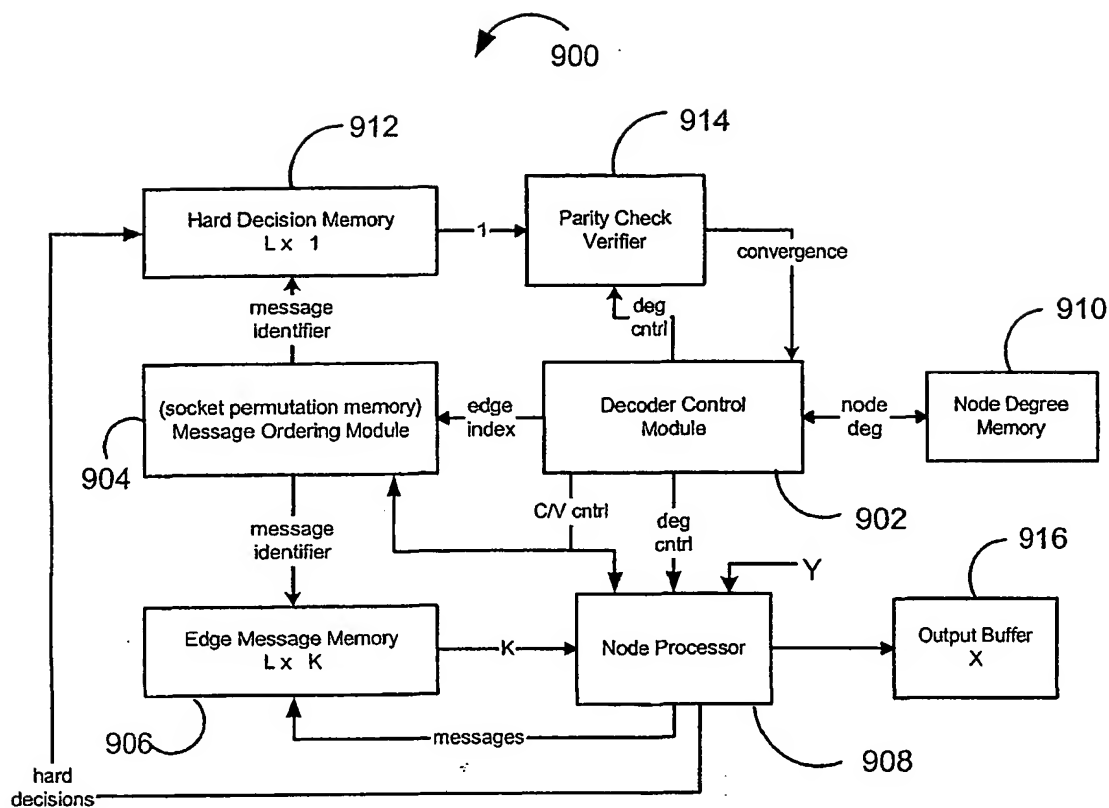 900
912
914
Hard Decision Memory
L x 1
1
Parity Check
Verifier
convergence
message
identifier
deg
cntrl
910
(socket permutation memory)
Message Ordering Module
edge
index
Decoder Control
Module
node
deg
Node Degree
Memory
904
902
message
identifier
C/V cntrl
deg
cntrl
Y
916
Edge Message Memory
L x K
K
Node Processor
Output Buffer
X
906
messages
908
hard
decisions